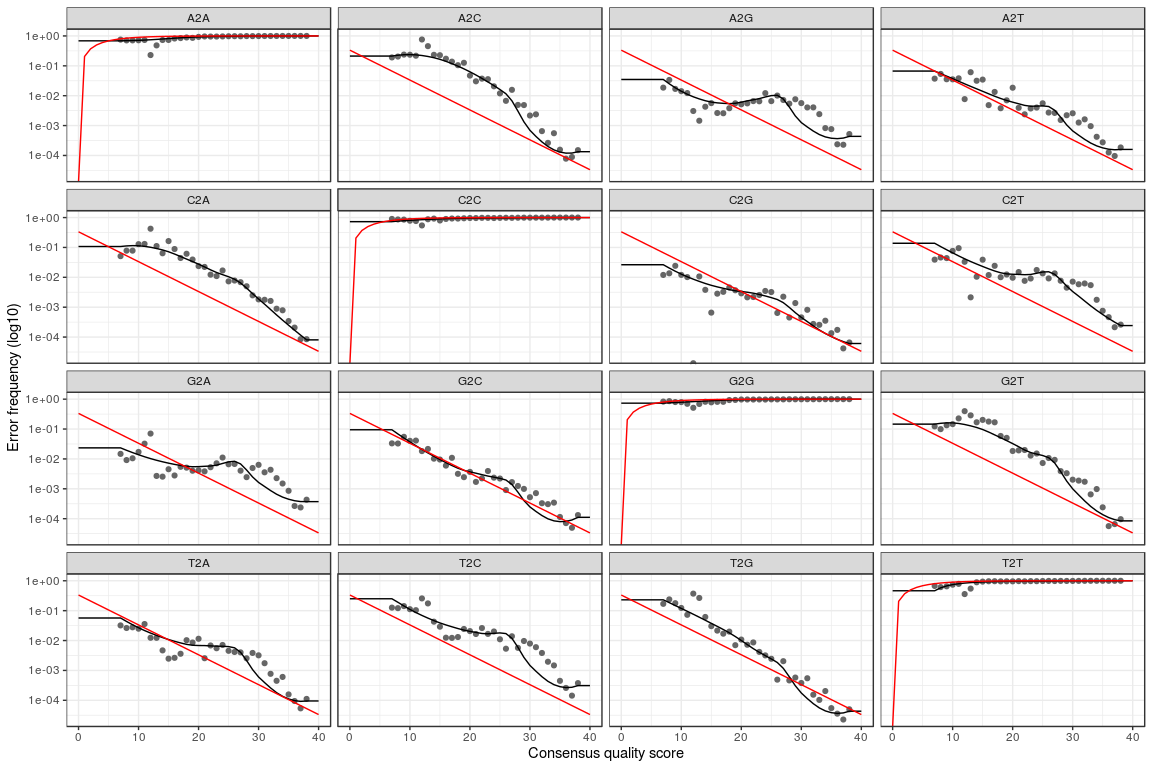 A2A A2C A2G A2T
1e+00
1e-01
1e-02
1e-03
1e-04
C2A C2C C2G C2T
1e+00
1e-01
1e-02
1e-03
1e-04
Error frequency (log10)
G2A G2C G2G G2T
1e+00
1e-01
1e-02
1e-03
1e-04
T2A T2C T2G T2T
1e+00
1e-01
1e-02
1e-03
1e-04
0 10 20 30 40 0 10 20 30 40 0 10 20 30 40 0 10 20 30 40
Consensus quality score